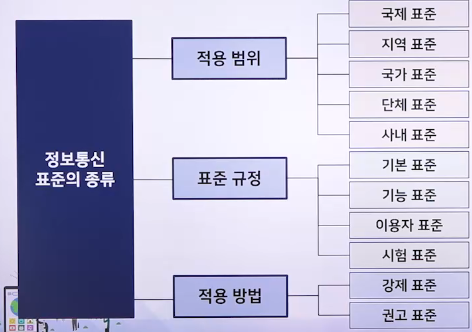 정보통신
표준의 종류
적용 범위
국제 표준
지역 표준
국가 표준
단체 표준
사내 표준
표준 규정
기본 표준
기능 표준
이용자 표준
시험 표준
적용 방법
강제 표준
권고 표준